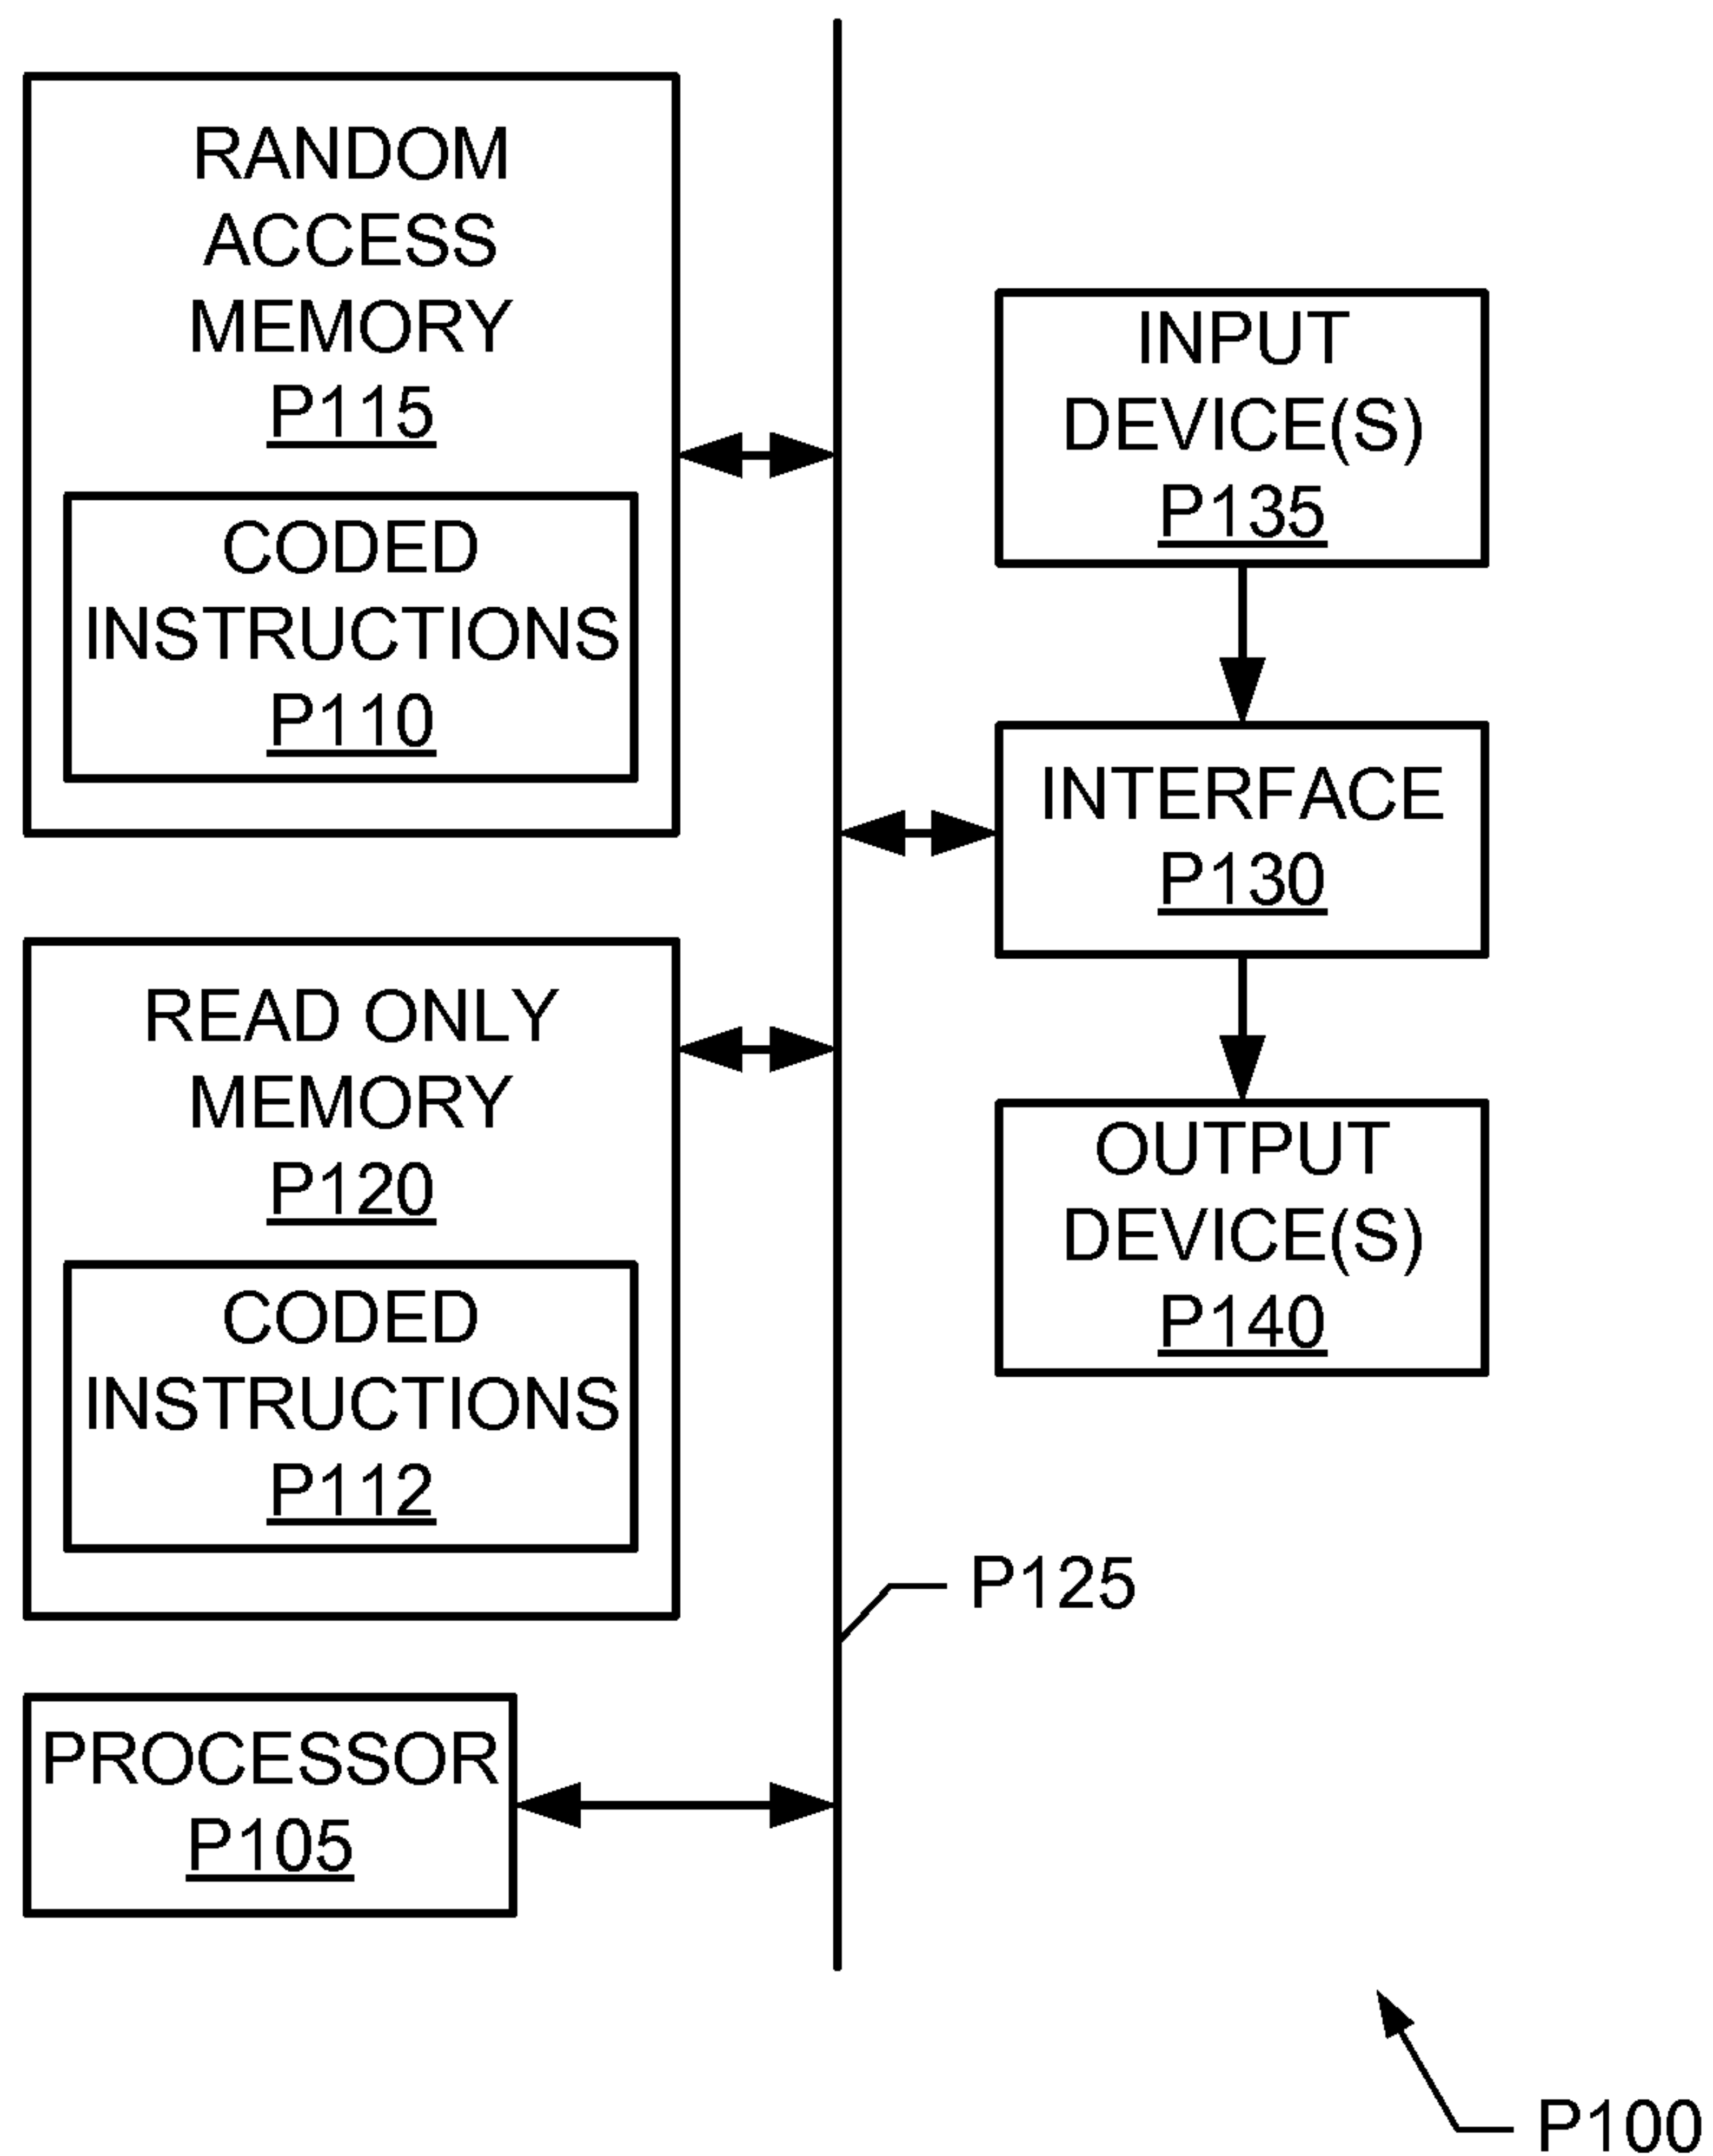 RANDOM
ACCESS
MEMORY
P115
CODED
INSTRUCTIONS
P110
READ ONLY
MEMORY
P120
CODED
INSTRUCTIONS
P112
PROCESSOR
P105
INPUT
DEVICE(S)
P135
INTERFACE
P130
OUTPUT
DEVICE(S)
P140
P125
P100